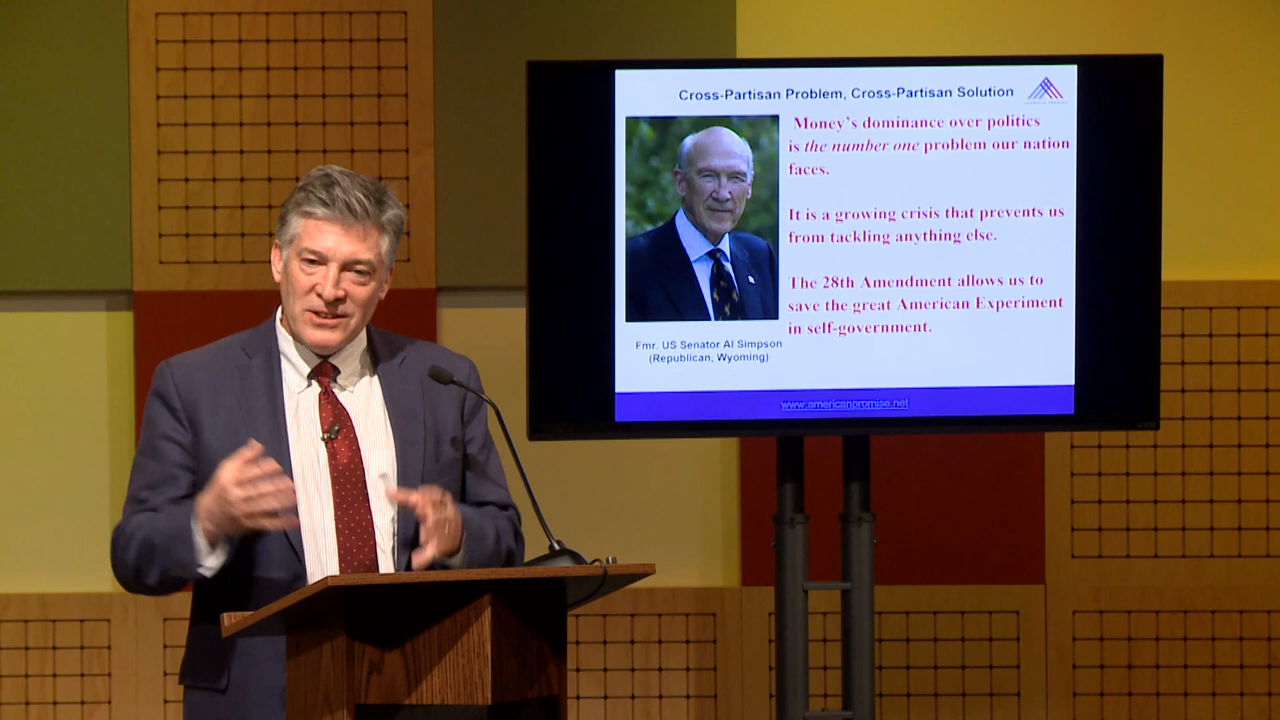 Cross-Partisan Problem, Cross-Partisan Solution
AMERICAN PROMISE
Money's dominance over politics
is the number one problem our nation
faces.
It is a growing crisis that prevents us
from tackling anything else.
The 28th Amendment allows us to
save the great American Experiment
in self-government.
Fmr. US Senator Al Simpson
(Republican, Wyoming)
www.americanpromise.net